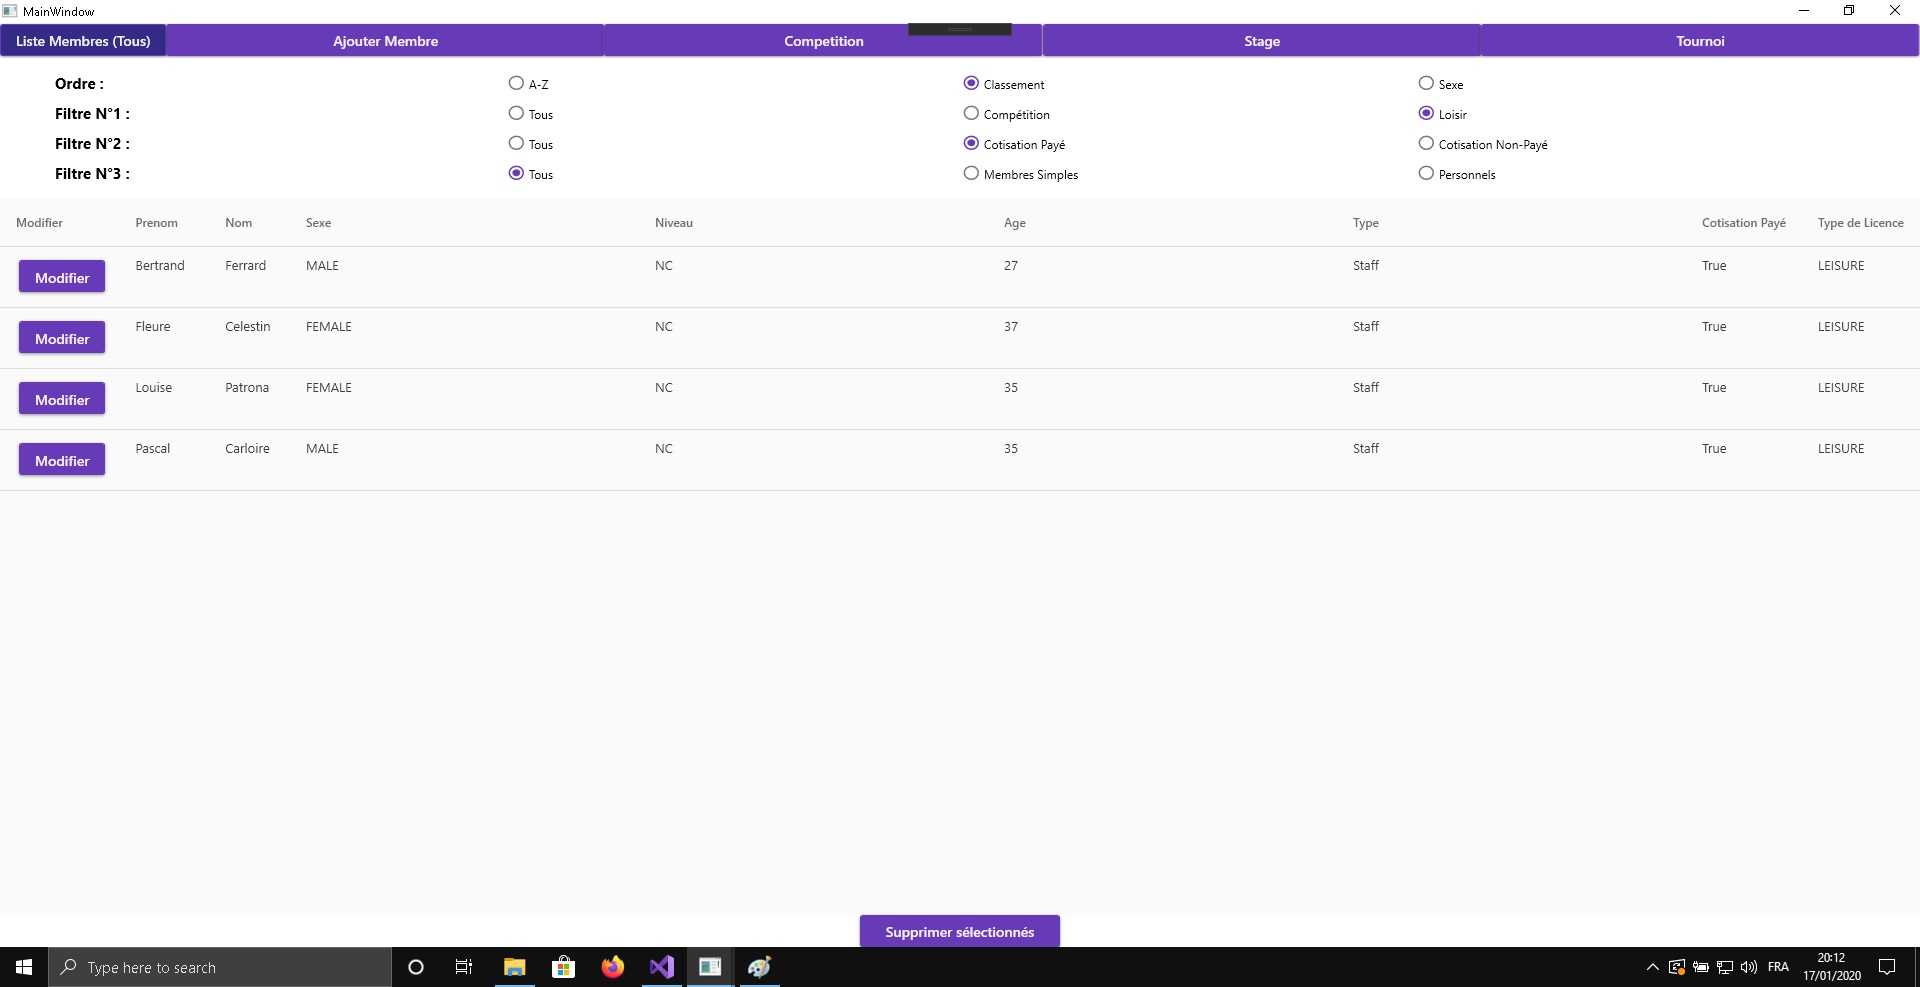 MainWindow
Liste Membres (Tous) Ajouter Membre Competition Stage Tournoi
Ordre : A-Z Classement Sexe
Filtre N°1 : Tous Compétition Loisir
Filtre N°2 : Tous Cotisation Payé Cotisation Non-Payé
Filtre N°3 : Tous Membres Simples Personnels
Modifier Prenom Nom Sexe Niveau Age Type Cotisation Payé Type de Licence
Modifier Bertrand Ferrard MALE NC 27 Staff True LEISURE
Modifier Fleure Celestin FEMALE NC 37 Staff True LEISURE
Modifier Louise Patrona FEMALE NC 35 Staff True LEISURE
Modifier Pascal Carloire MALE NC 35 Staff True LEISURE
Supprimer sélectionnés
Type here to search FRA 20:12
17/01/2020